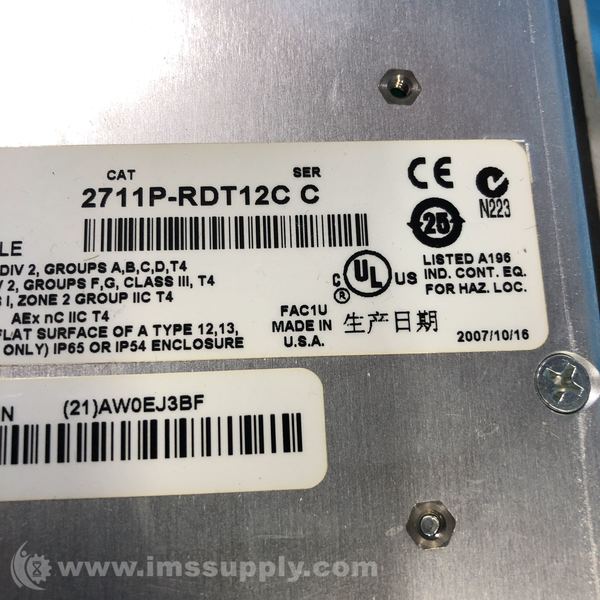 CAT SER
2711P-RDT12C C
LE
DIV 2, GROUPS A,B,C,D,T4
2, GROUPS F,G, CLASS III, T4
I, ZONE 2 GROUP IIC T4
AEx nC IIC T4
FLAT SURFACE OF A TYPE 12,13,
ONLY) IP65 OR IP54 ENCLOSURE
CE
N223
25
C UL US
®
LISTED A196
IND. CONT. EQ.
FOR HAZ. LOC.
FAC1U
MADE IN
U.S.A.
生产日期
2007/10/16
N (21)AW0EJ3BF
©www.imssupply.com